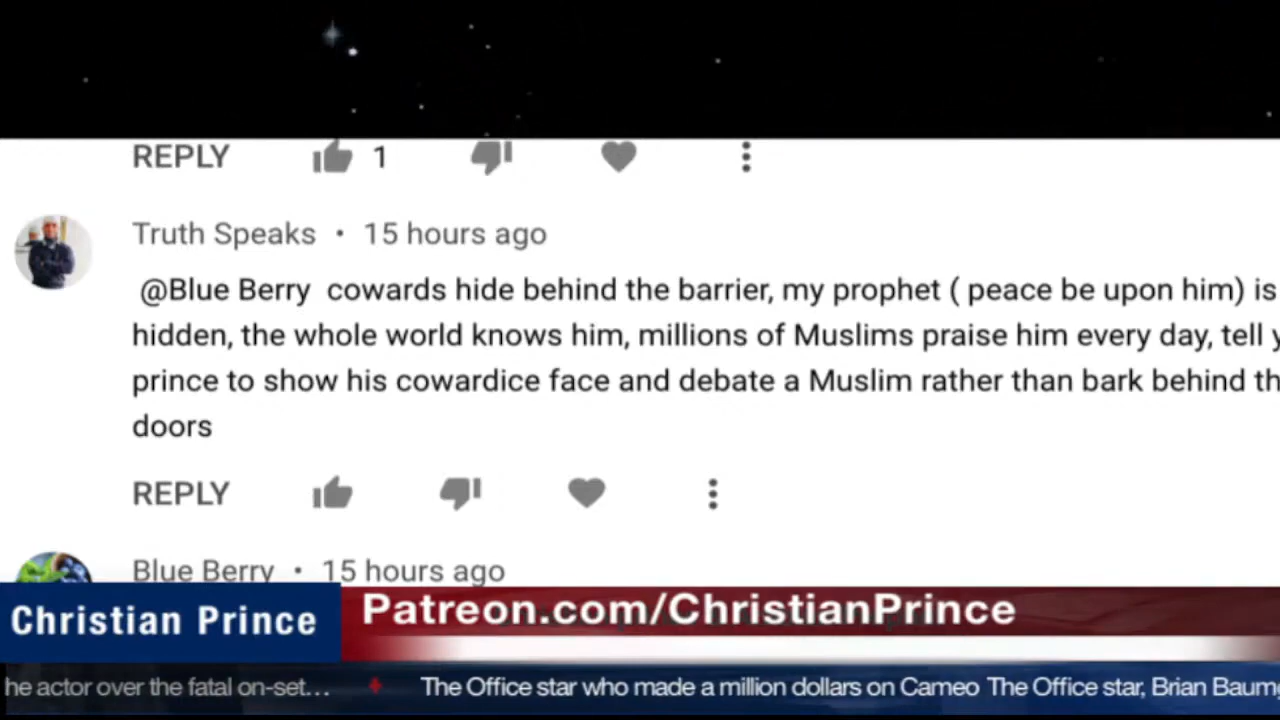 REPLY 1
Truth Speaks • 15 hours ago
@Blue Berry cowards hide behind the barrier, my prophet ( peace be upon him) is
hidden, the whole world knows him, millions of Muslims praise him every day, tell
prince to show his cowardice face and debate a Muslim rather than bark behind
doors
REPLY
Blue Berry • 15 hours ago
Christian Prince
Patreon.com/ChristianPrince
he actor over the fatal on-set... The Office star who made a million dollars on Cameo The Office star, Brian